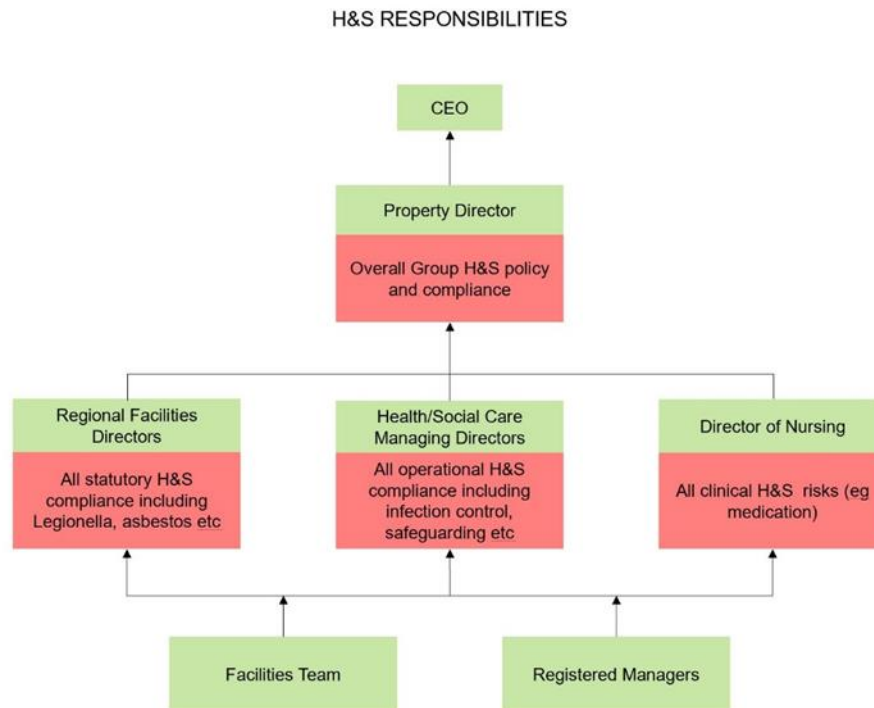 H&S RESPONSIBILITIES
CEO
Property Director
Overall Group H&S policy
and compliance
Regional Facilities
Directors
All statutory H&S
compliance including
Legionella, asbestos etc
Health/Social Care
Managing Directors
All operational H&S
compliance including
infection control,
safeguarding etc
Director of Nursing
All clinical H&S risks (eg
medication)
Facilities Team
Registered Managers